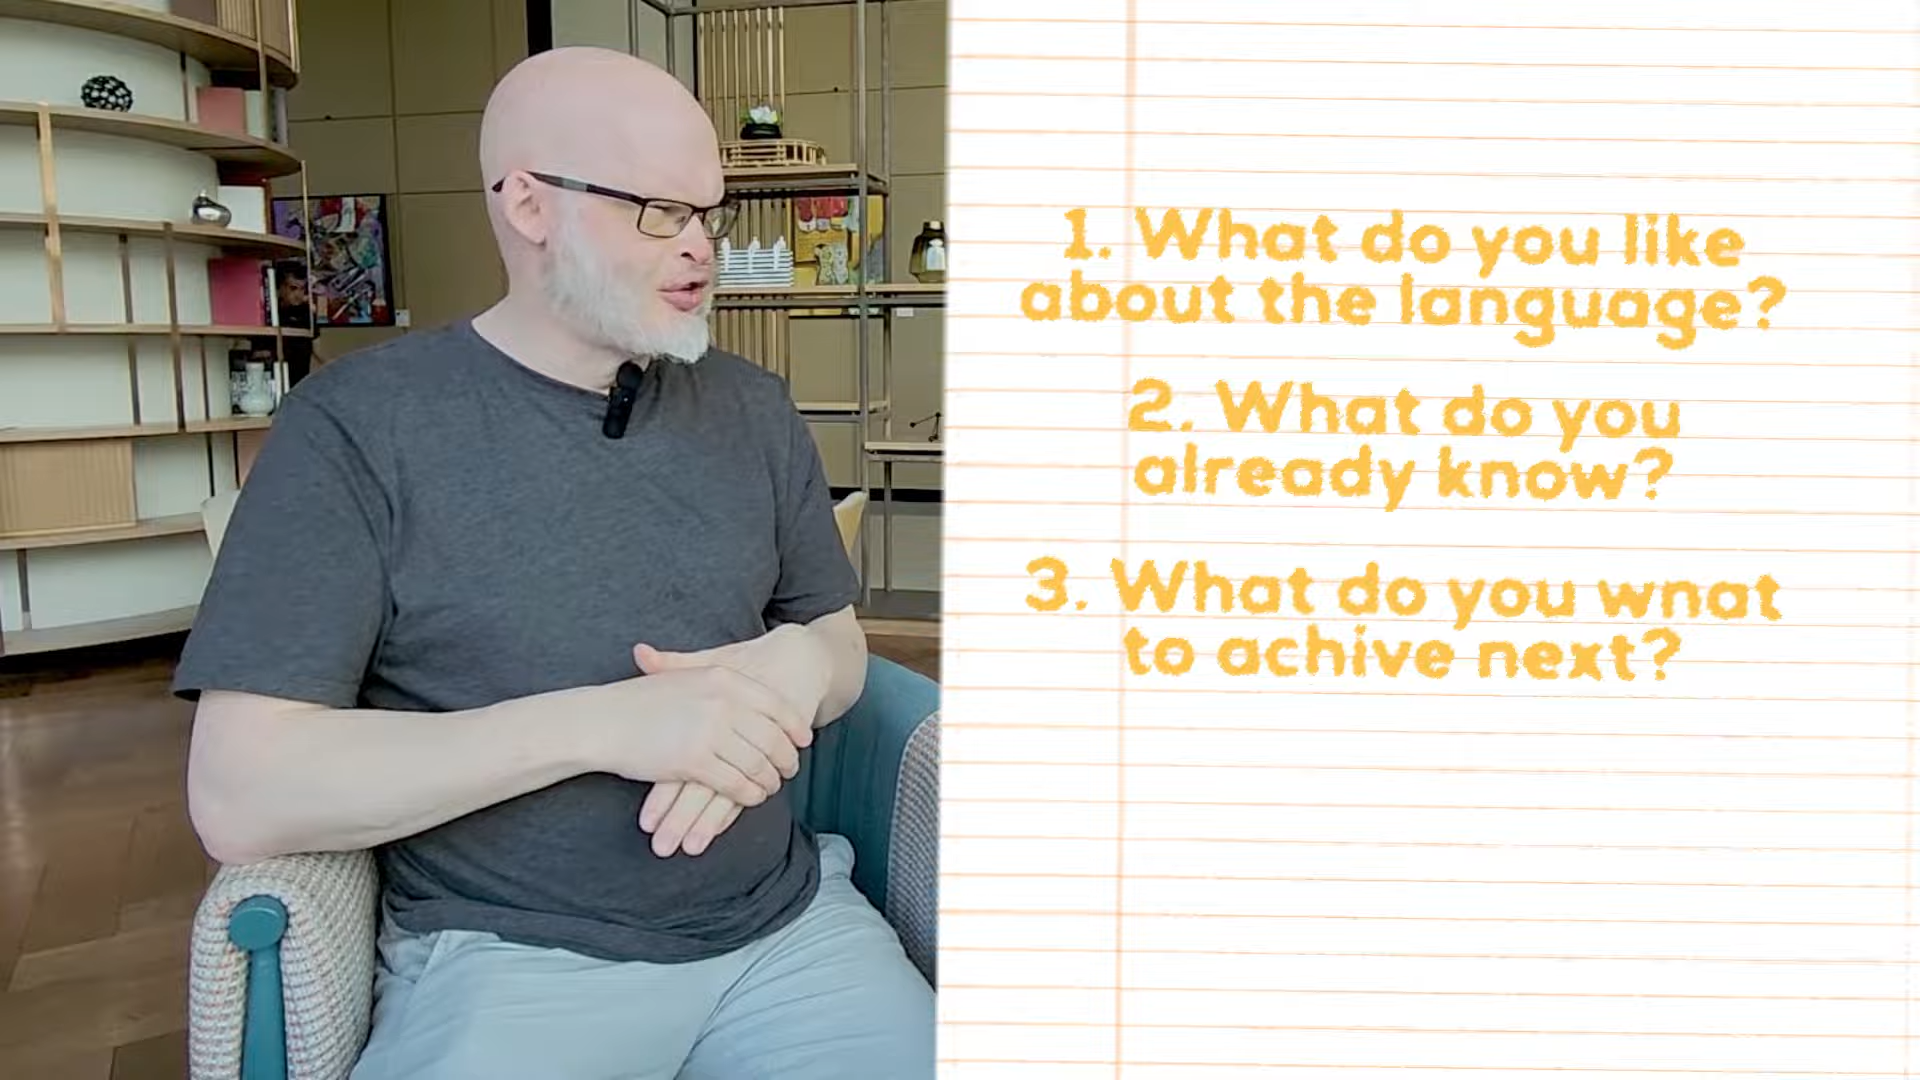 1. What do you like
about the language?
2. What do you
already know?
3. What do you wnat
to achive next?